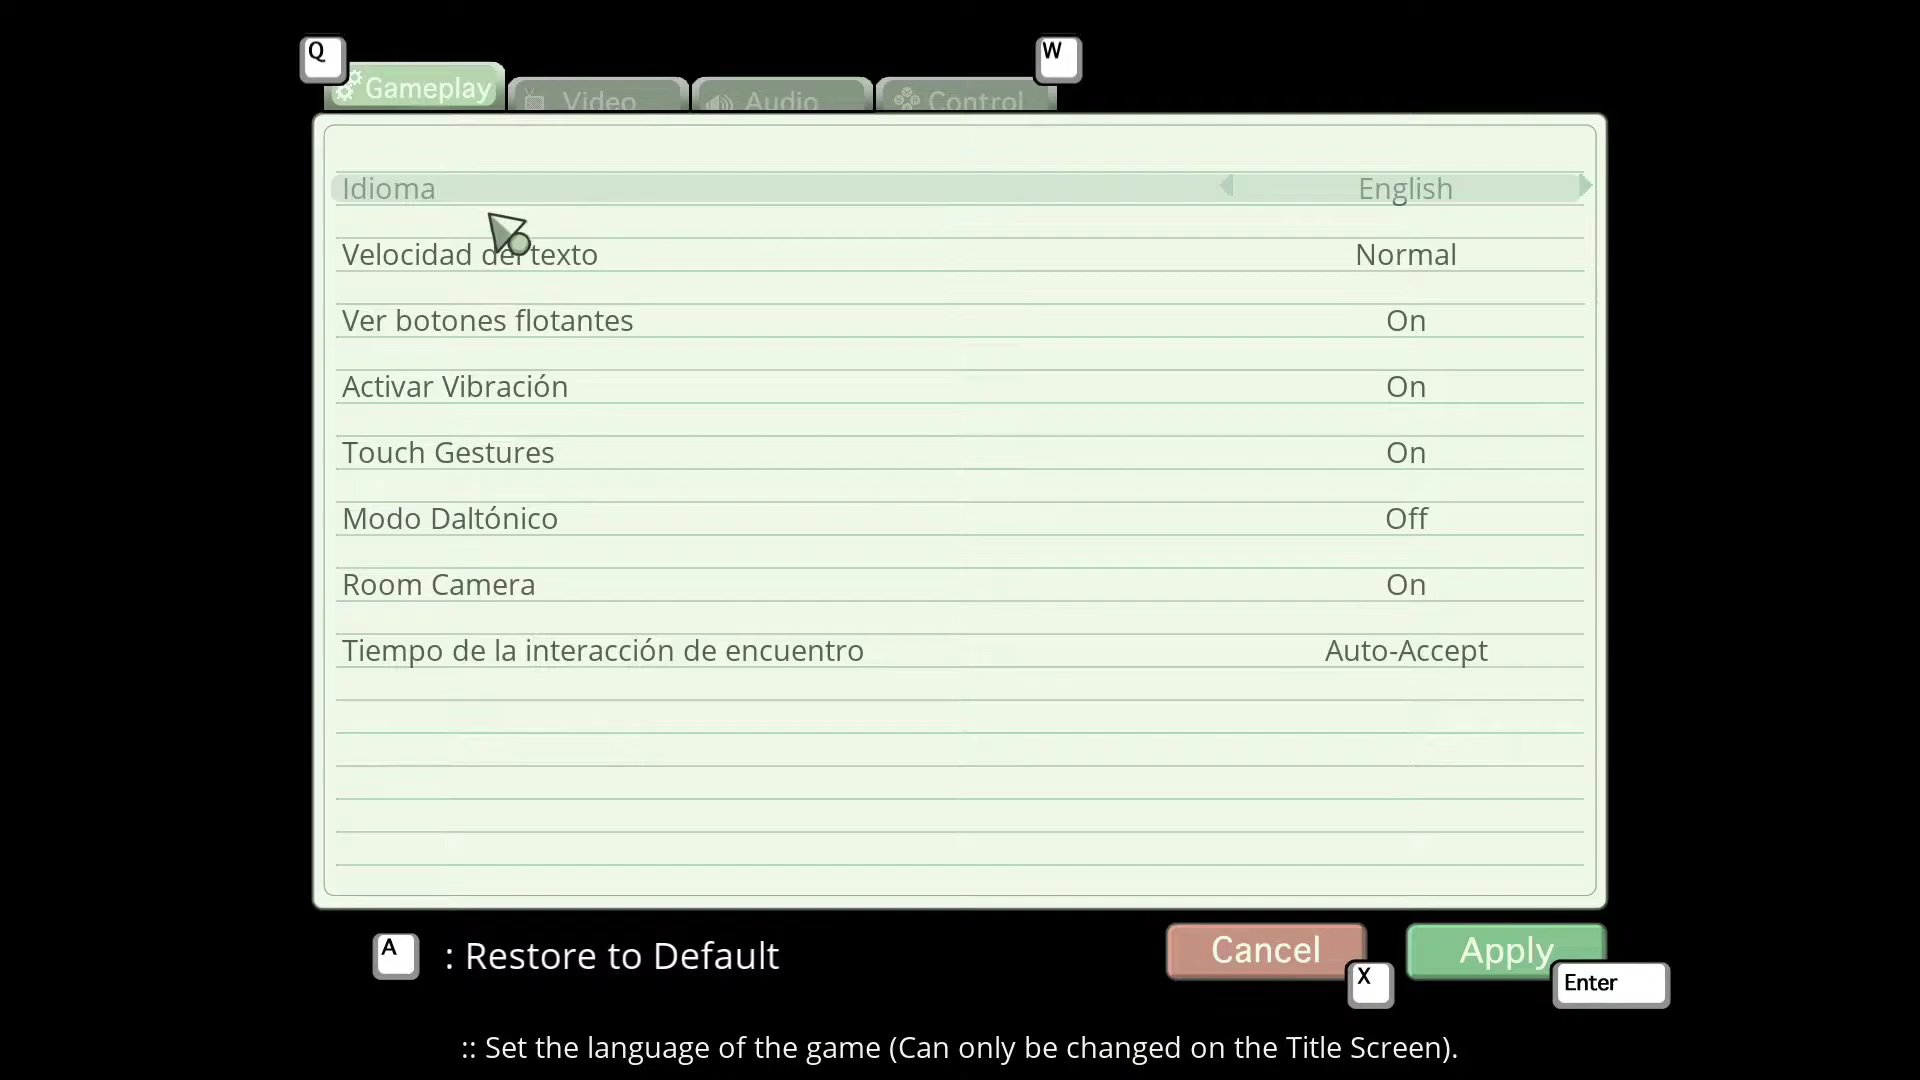 Q W
Gameplay Video Audio Control
Idioma English
Velocidad del texto Normal
Ver botones flotantes On
Activar Vibración On
Touch Gestures On
Modo Daltónico Off
Room Camera On
Tiempo de la interacción de encuentro Auto-Accept
A : Restore to Default Cancel X Apply Enter
:: Set the language of the game (Can only be changed on the Title Screen).